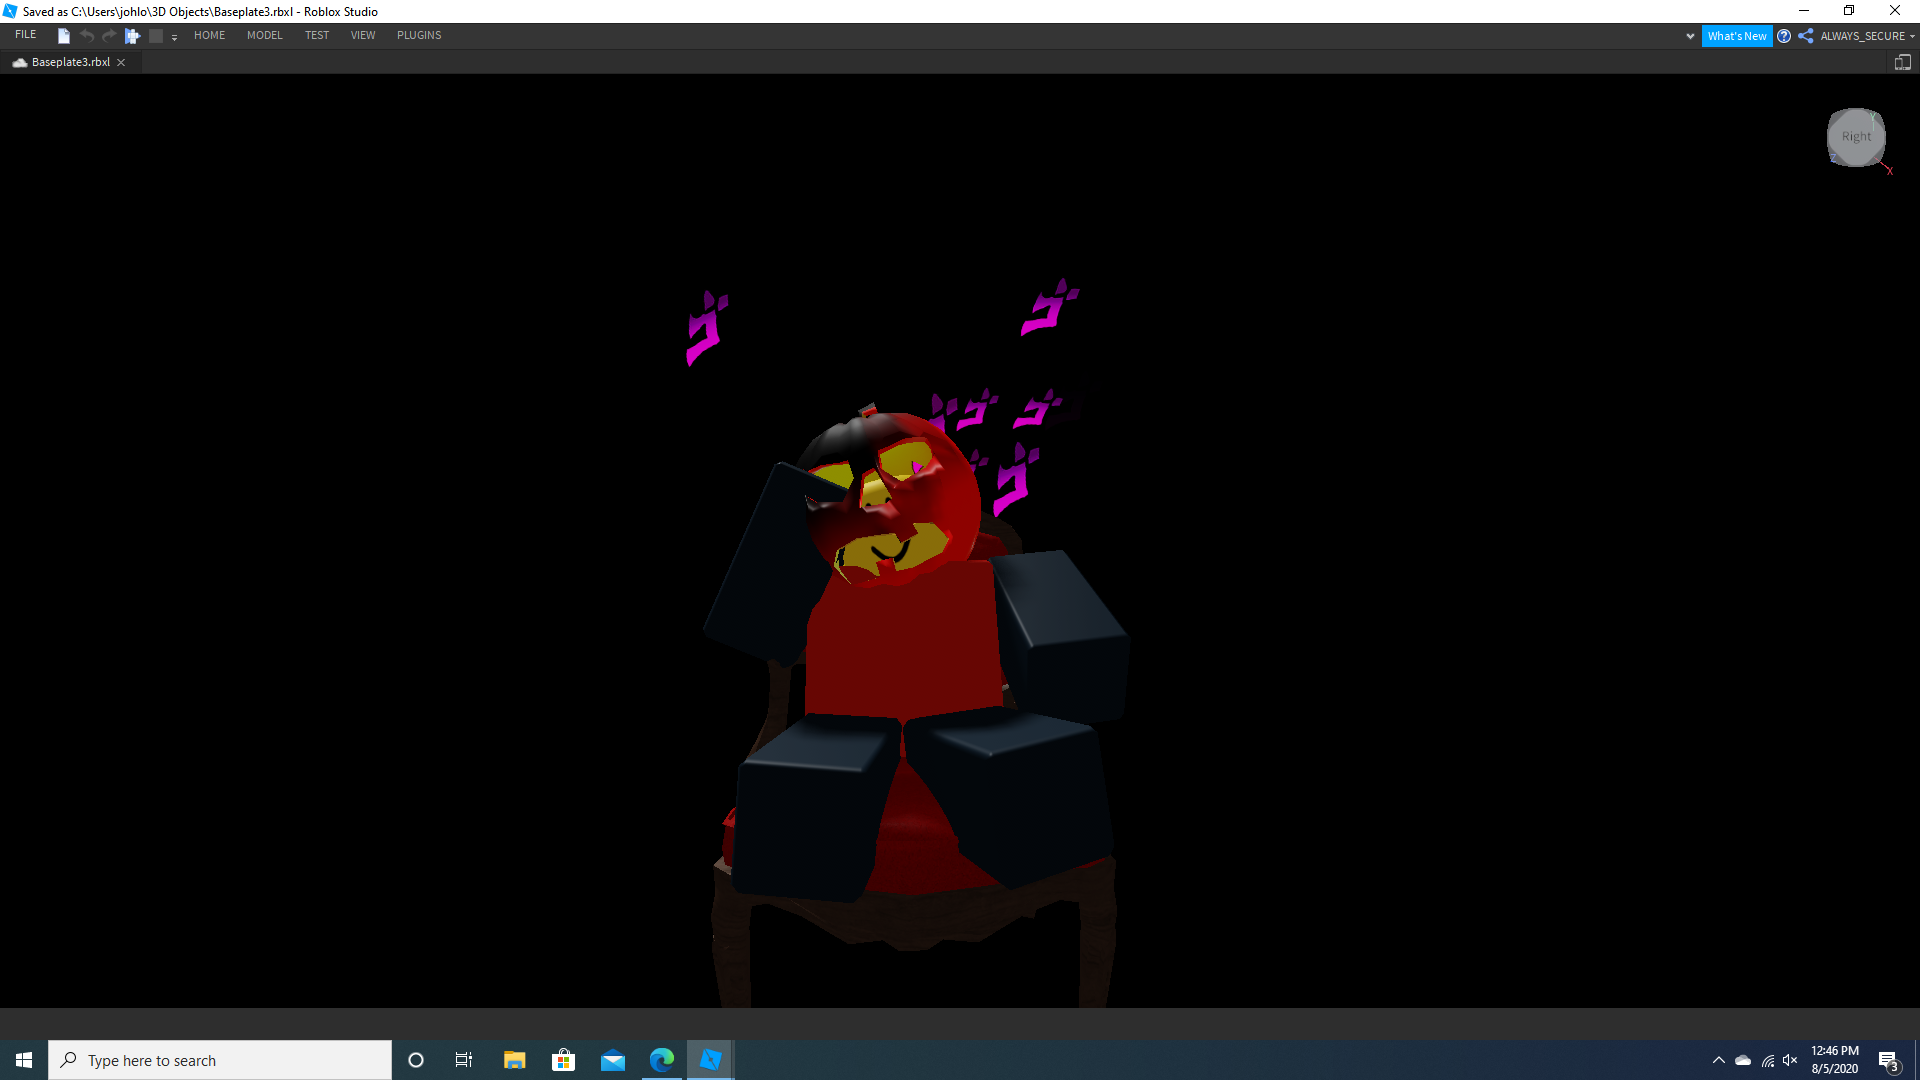 Saved as C:\Users\johlo\3D Objects\Baseplate3.rbxl - Roblox Studio
FILE HOME MODEL TEST VIEW PLUGINS What's New ALWAYS_SECURE
Baseplate3.rbxl
Y
Right
Z
X
ゴ ゴ
ゴ ゴ
ゴ
Type here to search
12:46 PM
8/5/2020
3